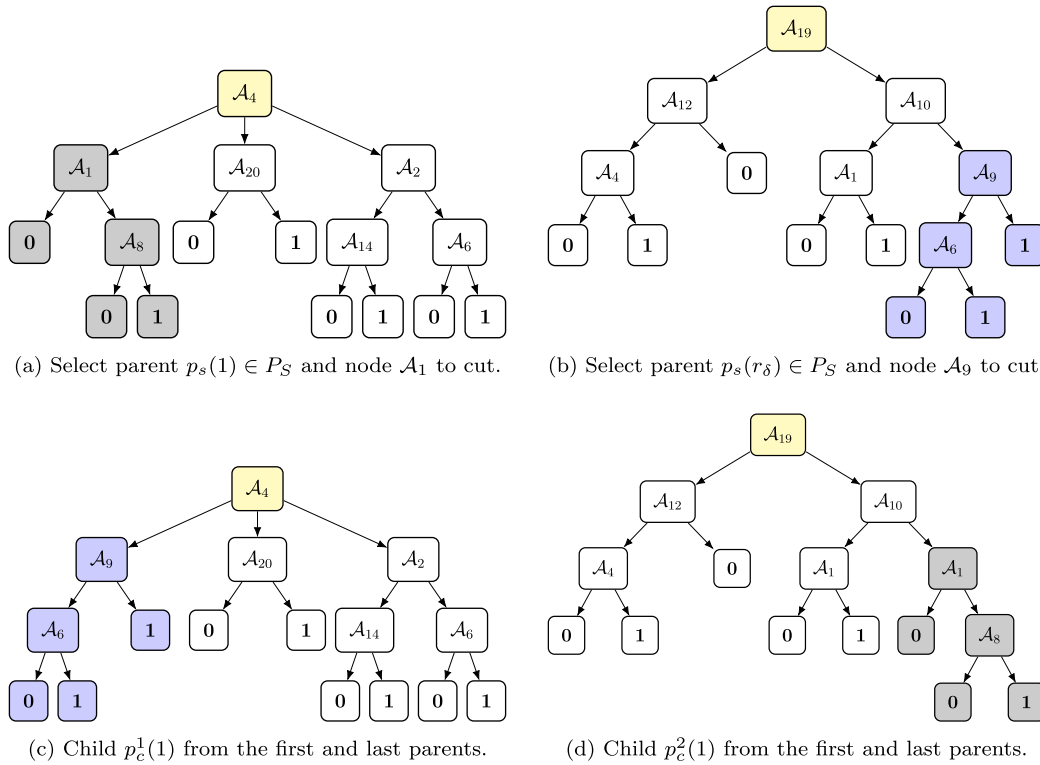 𝒜₄
𝒜₁ 𝒜₂₀ 𝒜₂
0 𝒜₈ 0 1 𝒜₁₄ 𝒜₆
0 1 0 1 0 1
(a) Select parent pₛ(1) ∈ P_S and node 𝒜₁ to cut.
𝒜₁₉
𝒜₁₂ 𝒜₁₀
𝒜₄ 0 𝒜₁ 𝒜₉
0 1 0 1 𝒜₆ 1
0 1
(b) Select parent pₛ(r_δ) ∈ P_S and node 𝒜₉ to cut
𝒜₄
𝒜₉ 𝒜₂₀ 𝒜₂
𝒜₆ 1 0 1 𝒜₁₄ 𝒜₆
0 1 0 1 0 1
(c) Child p_c^1(1) from the first and last parents.
𝒜₁₉
𝒜₁₂ 𝒜₁₀
𝒜₄ 0 𝒜₁ 𝒜₁
0 1 0 1 0 𝒜₈
0 1
(d) Child p_c^2(1) from the first and last parents.